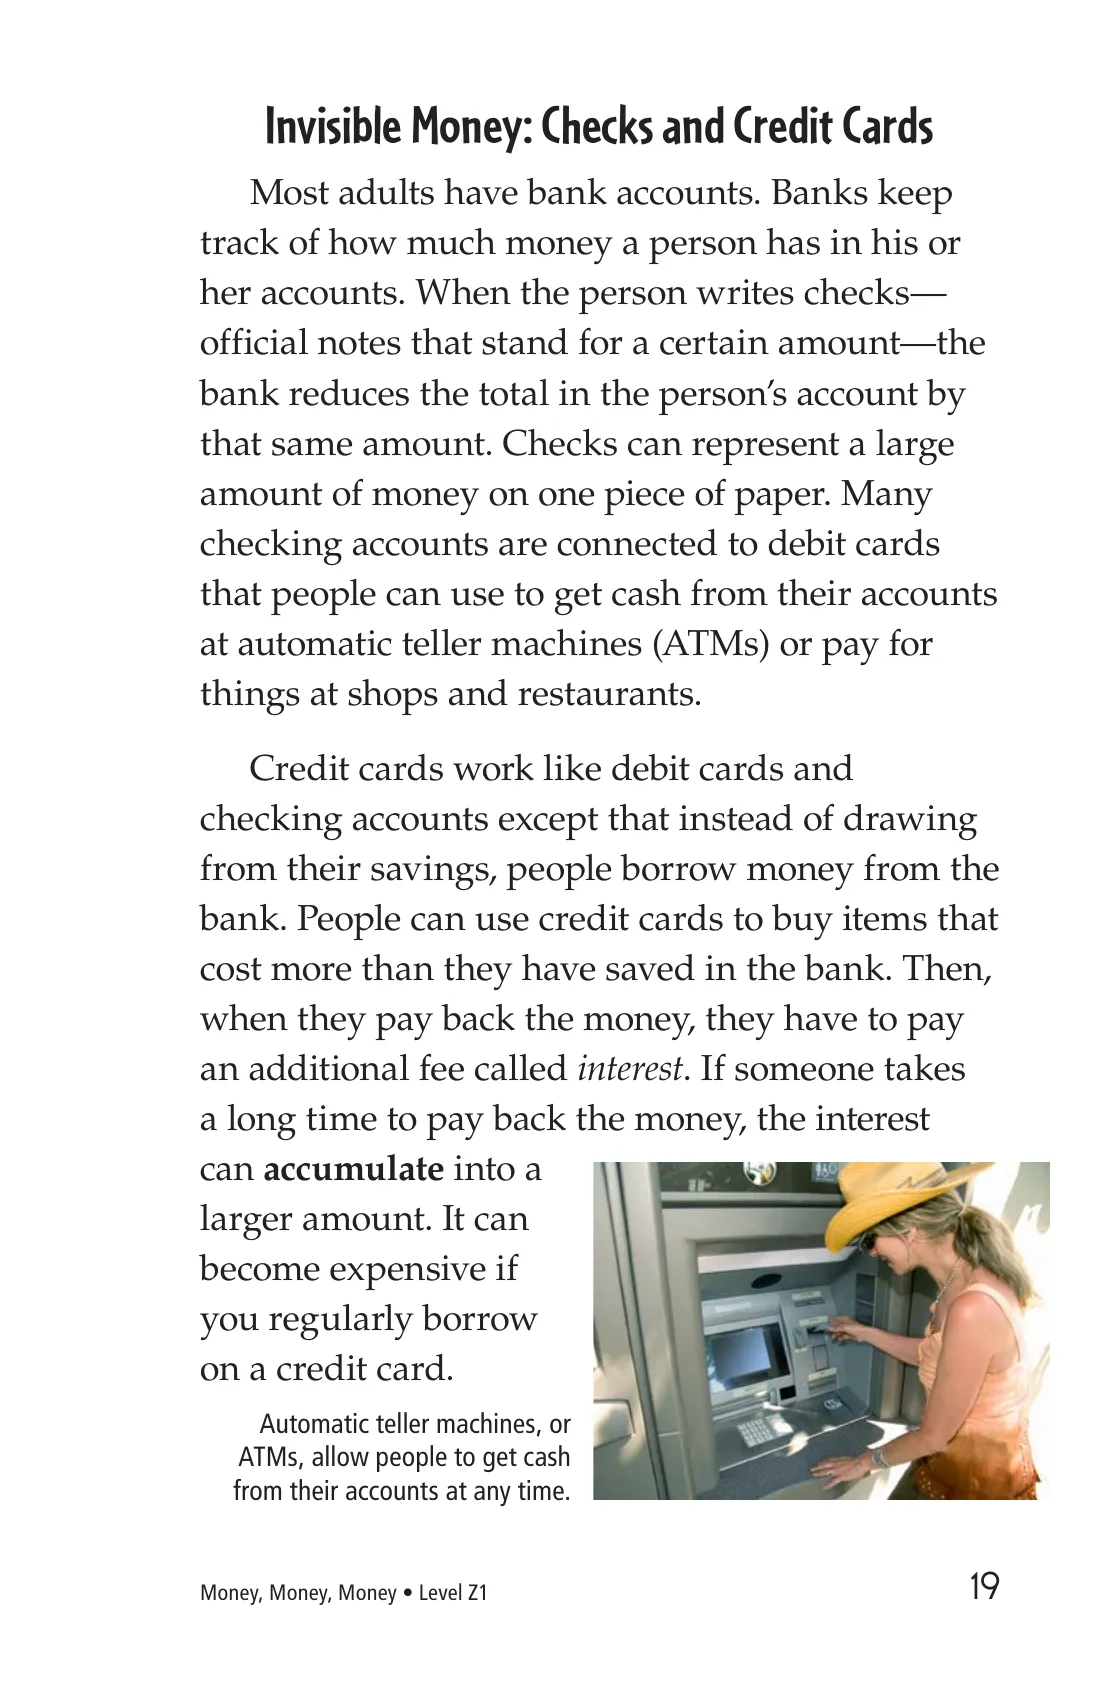 Invisible Money: Checks and Credit Cards
Most adults have bank accounts. Banks keep
track of how much money a person has in his or
her accounts. When the person writes checks—
official notes that stand for a certain amount—the
bank reduces the total in the person’s account by
that same amount. Checks can represent a large
amount of money on one piece of paper. Many
checking accounts are connected to debit cards
that people can use to get cash from their accounts
at automatic teller machines (ATMs) or pay for
things at shops and restaurants.
Credit cards work like debit cards and
checking accounts except that instead of drawing
from their savings, people borrow money from the
bank. People can use credit cards to buy items that
cost more than they have saved in the bank. Then,
when they pay back the money, they have to pay
an additional fee called interest. If someone takes
a long time to pay back the money, the interest
can accumulate into a
larger amount. It can
become expensive if
you regularly borrow
on a credit card.
Automatic teller machines, or
ATMs, allow people to get cash
from their accounts at any time.
Money, Money, Money • Level Z1
19